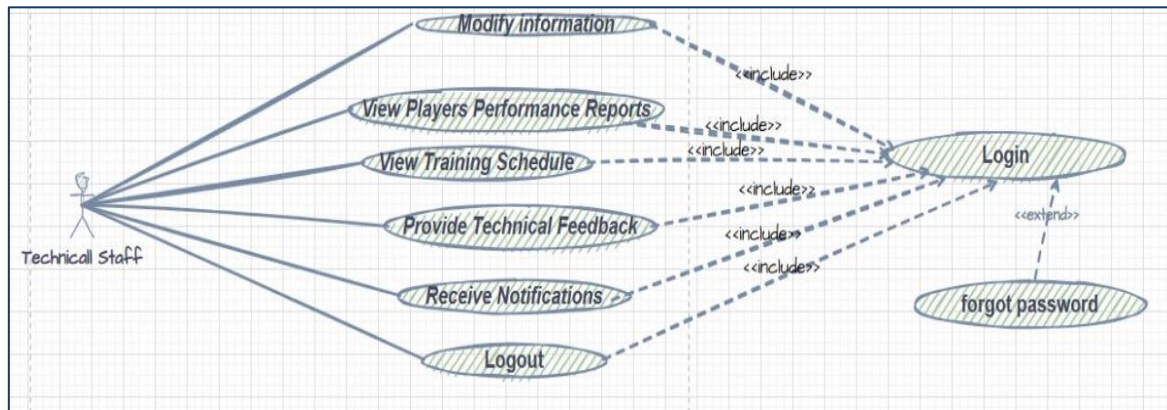 Modify information
<<include>>
View Players Performance Reports
<<include>>
View Training Schedule
<<include>>
Login
<<include>>
Provide Technical Feedback
<<extend>>
<<include>>
Technicall Staff
<<include>>
Receive Notifications
forgot password
Logout